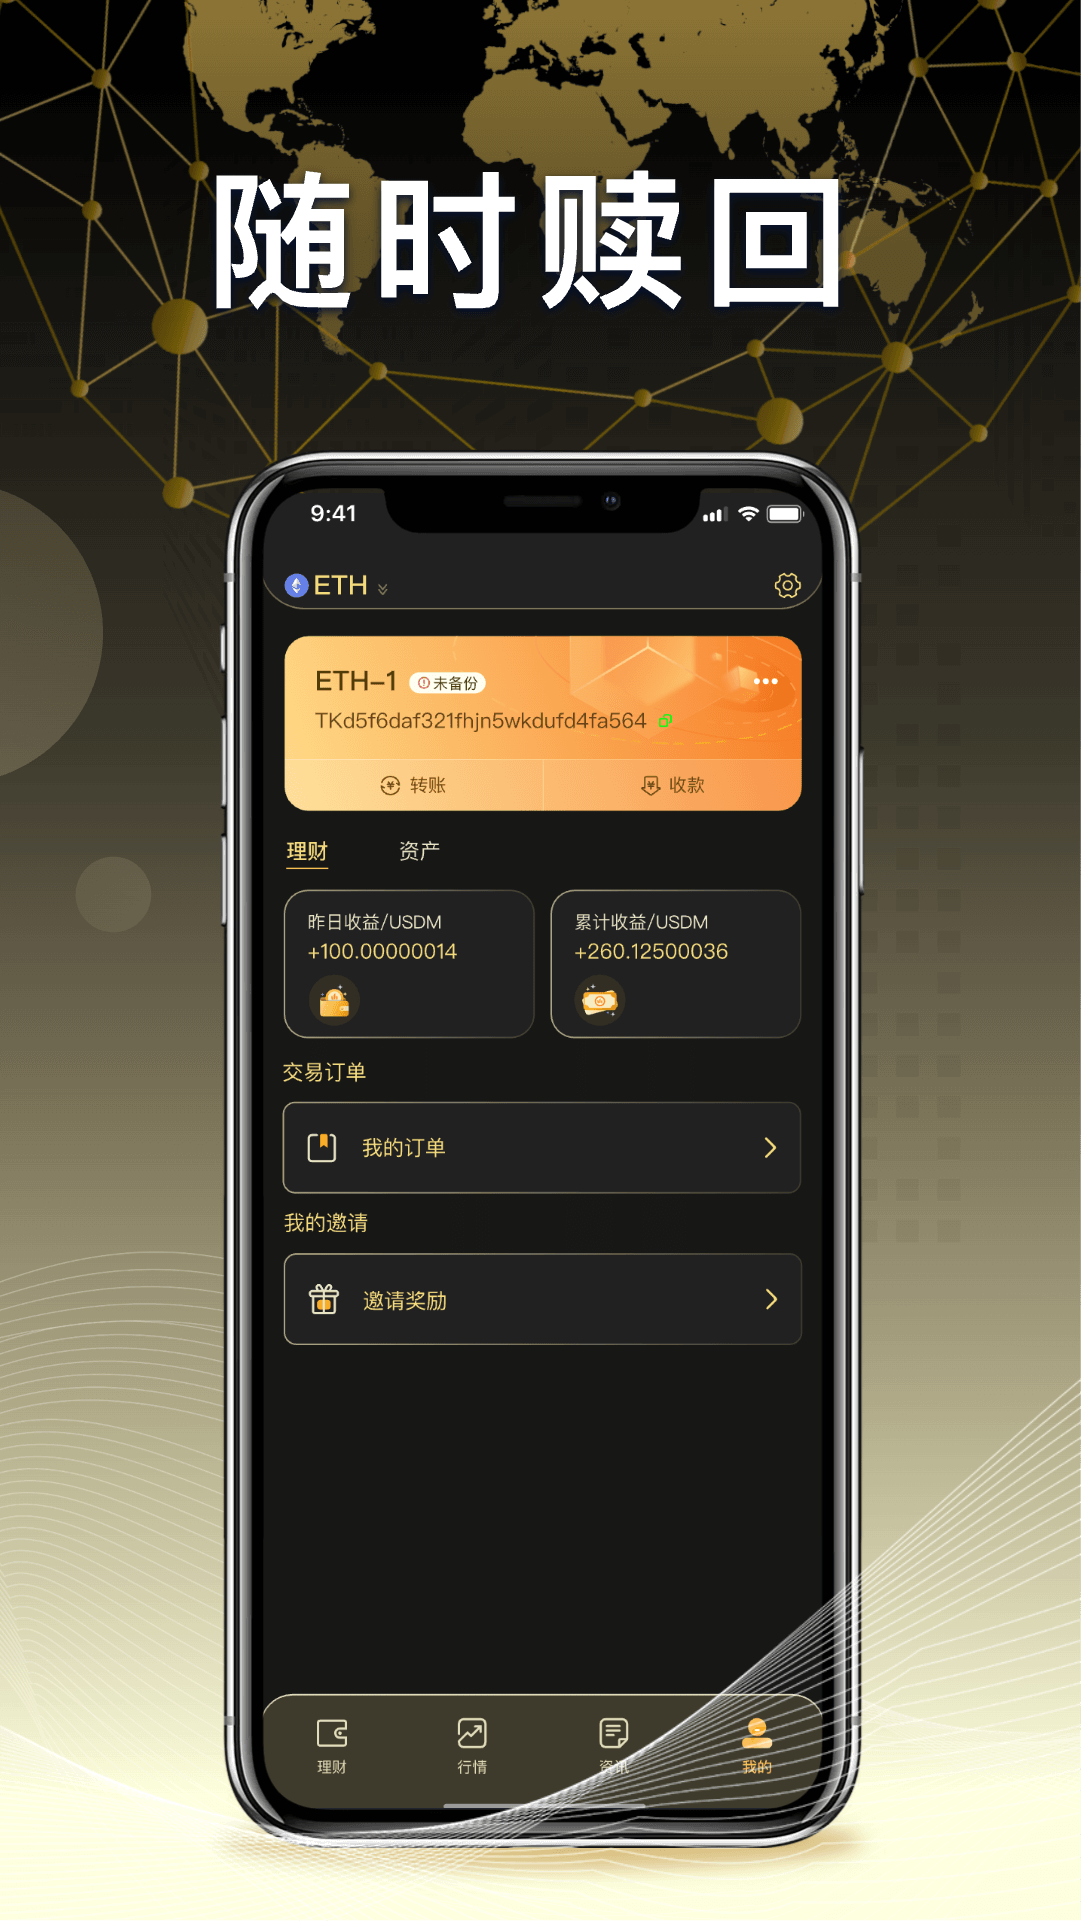 随时赎回
9:41
ETH
ETH-1 未备份
TKd5f6daf321fhjn5wkdufd4fa564
转账 收款
理财 资产
昨日收益/USDM 累计收益/USDM
+100.00000014 +260.12500036
交易订单
我的订单
我的邀请
邀请奖励
理财 行情 资讯 我的